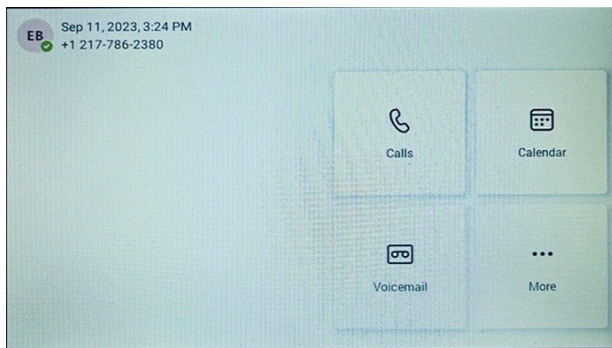 EB
Sep 11, 2023, 3:24 PM
+1 217-786-2380
Calls
Calendar
Voicemail
More